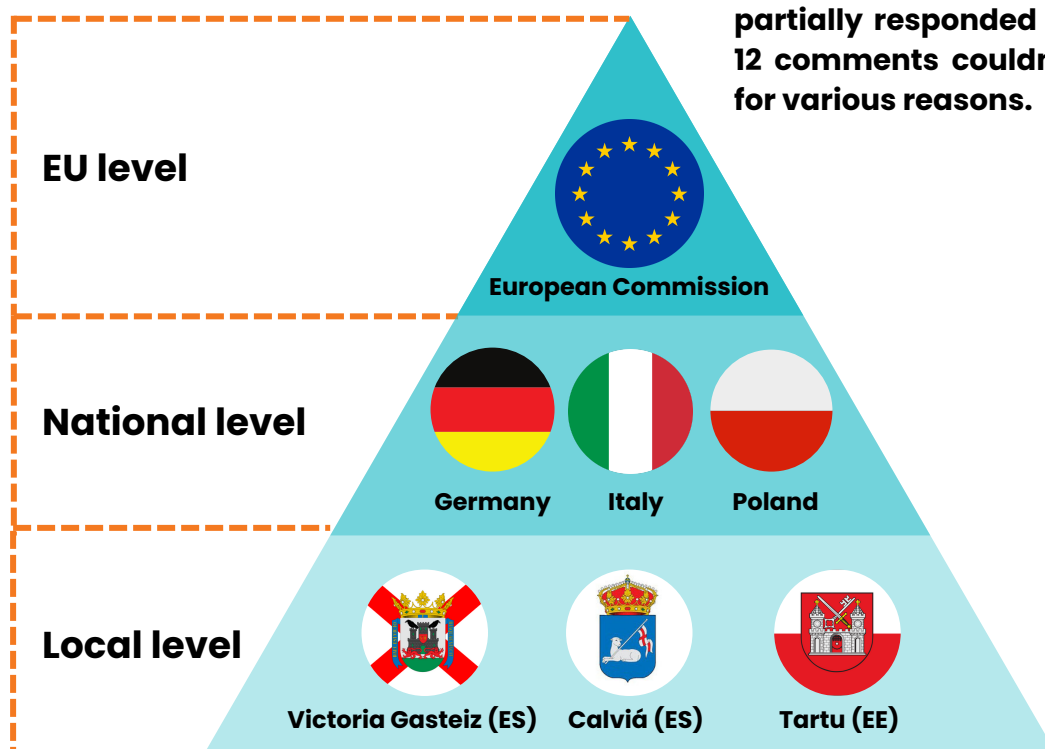 partially responded
12 comments
for various reasons.
EU level
European Commission
National level
Germany Italy Poland
Local level
Victoria Gasteiz (ES) Calviá (ES) Tartu (EE)